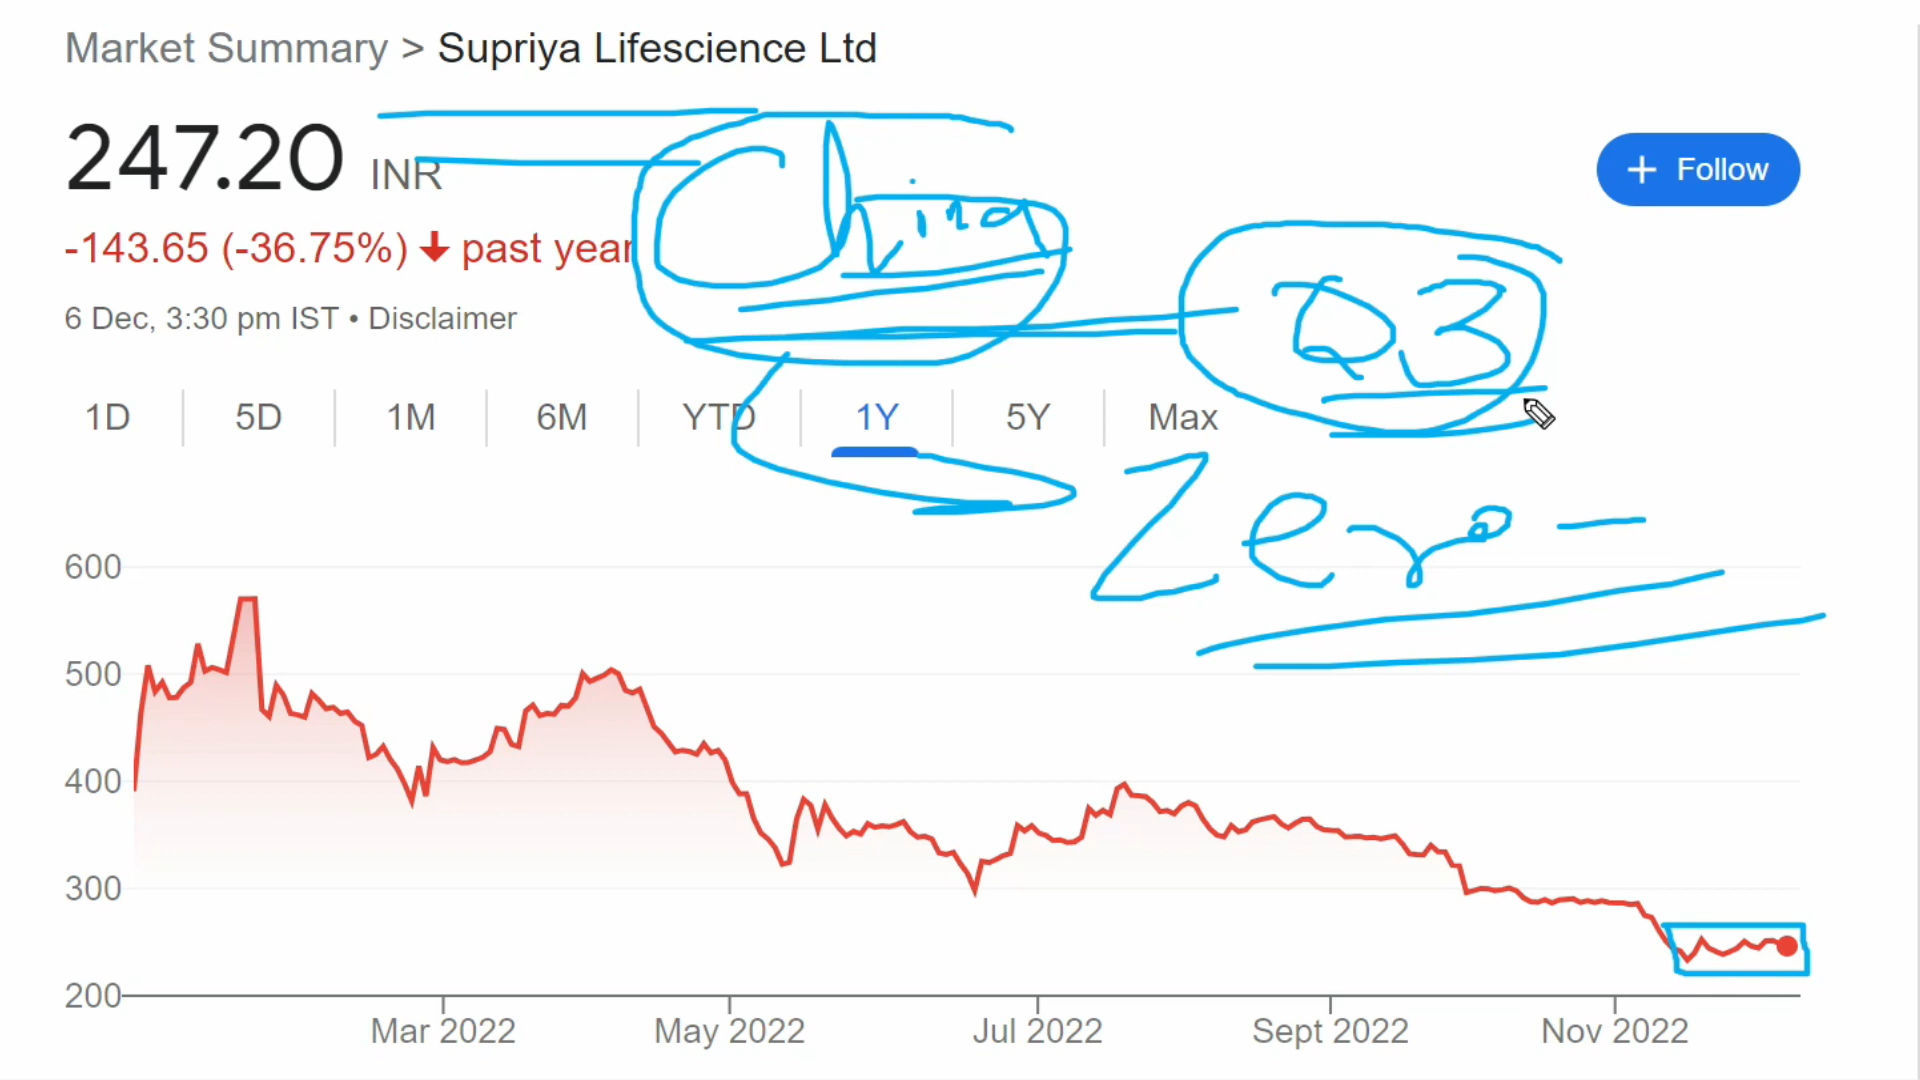 Market Summary > Supriya Lifescience Ltd
247.20 INR
+ Follow
China
-143.65 (-36.75%) ↓ past year
Q3
6 Dec, 3:30 pm IST • Disclaimer
1D 5D 1M 6M YTD 1Y 5Y Max
Zero -
600
500
400
300
200
Mar 2022 May 2022 Jul 2022 Sept 2022 Nov 2022